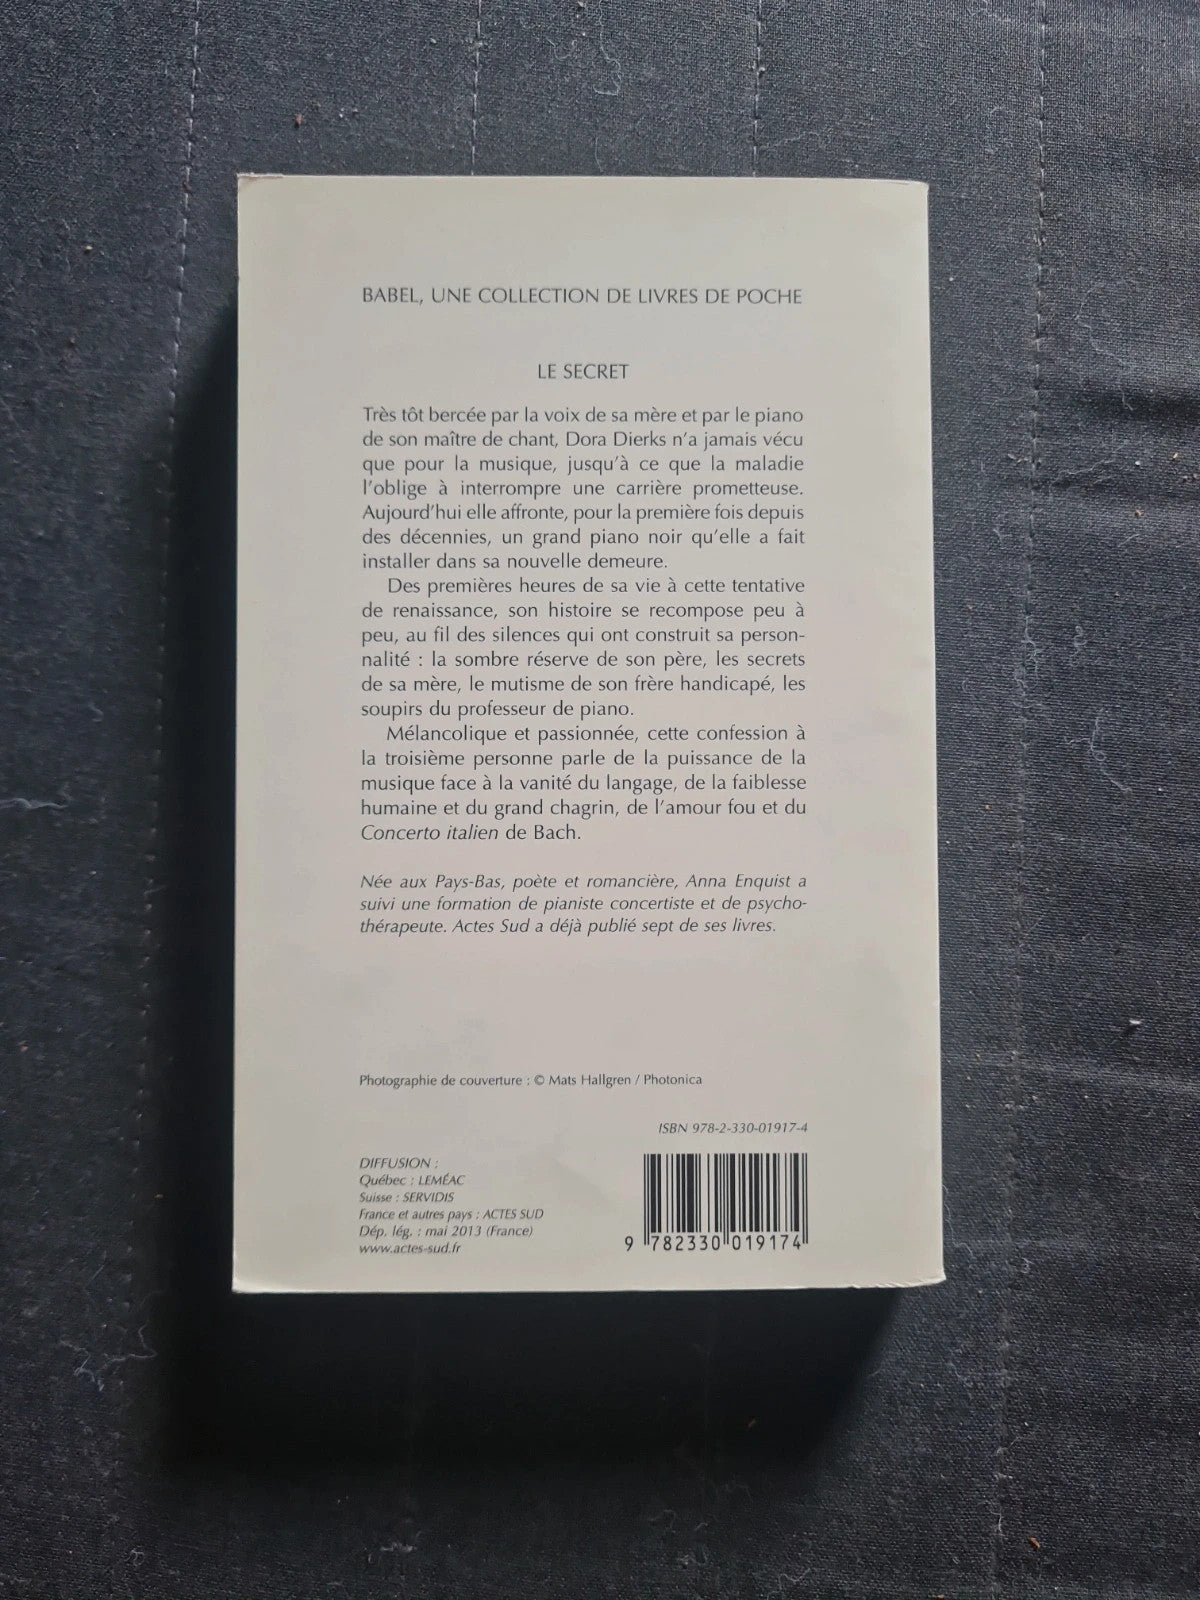 BABEL, UNE COLLECTION DE LIVRES DE POCHE
LE SECRET
Très tôt bercée par la voix de sa mère et par le piano
de son maître de chant, Dora Dierks n'a jamais vécu
que pour la musique, jusqu'à ce que la maladie
l'oblige à interrompre une carrière prometteuse.
Aujourd'hui elle affronte, pour la première fois depuis
des décennies, un grand piano noir qu'elle a fait
installer dans sa nouvelle demeure.
Des premières heures de sa vie à cette tentative
de renaissance, son histoire se recompose peu à
peu, au fil des silences qui ont construit sa person-
nalité : la sombre réserve de son père, les secrets
de sa mère, le mutisme de son frère handicapé, les
soupirs du professeur de piano.
Mélancolique et passionnée, cette confession à
la troisième personne parle de la puissance de la
musique face à la vanité du langage, de la faiblesse
humaine et du grand chagrin, de l'amour fou et du
Concerto italien de Bach.
Née aux Pays-Bas, poète et romancière, Anna Enquist a
suivi une formation de pianiste concertiste et de psycho-
thérapeute. Actes Sud a déjà publié sept de ses livres.
Photographie de couverture : © Mats Hallgren / Photonica
ISBN 978-2-330-01917-4
DIFFUSION :
Québec : LEMÉAC
Suisse : SERVIDIS
France et autres pays : ACTES SUD
Dép. lég. : mai 2013 (France)
www.actes-sud.fr
9 782330 019174